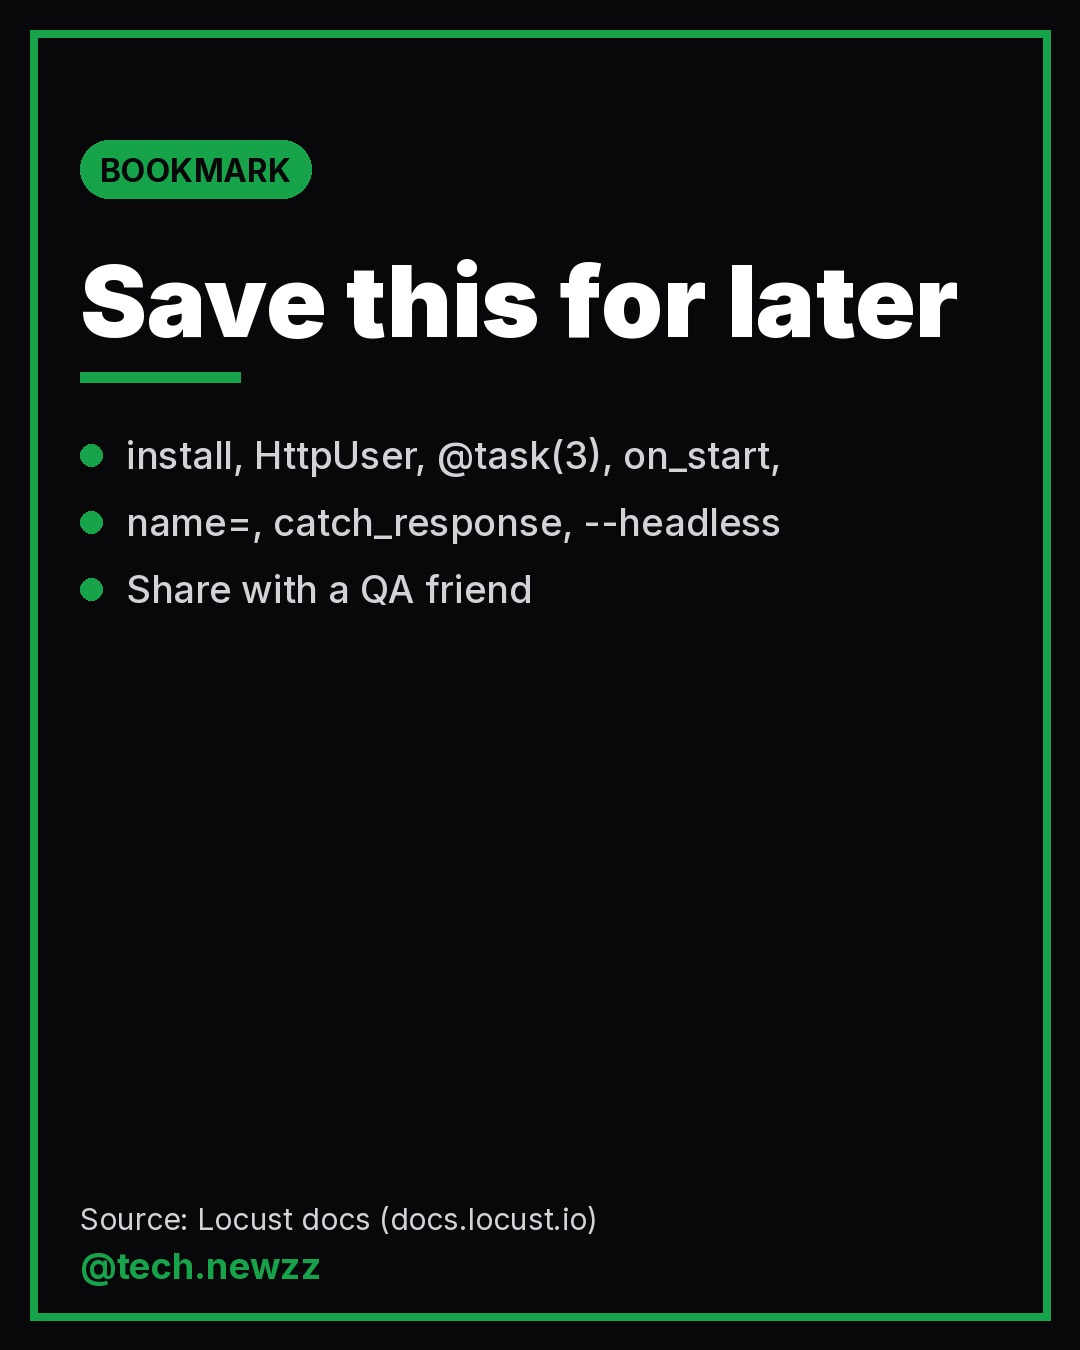 BOOKMARK
Save this for later
install, HttpUser, @task(3), on_start,
name=, catch_response, --headless
Share with a QA friend
Source: Locust docs (docs.locust.io)
@tech.newzz